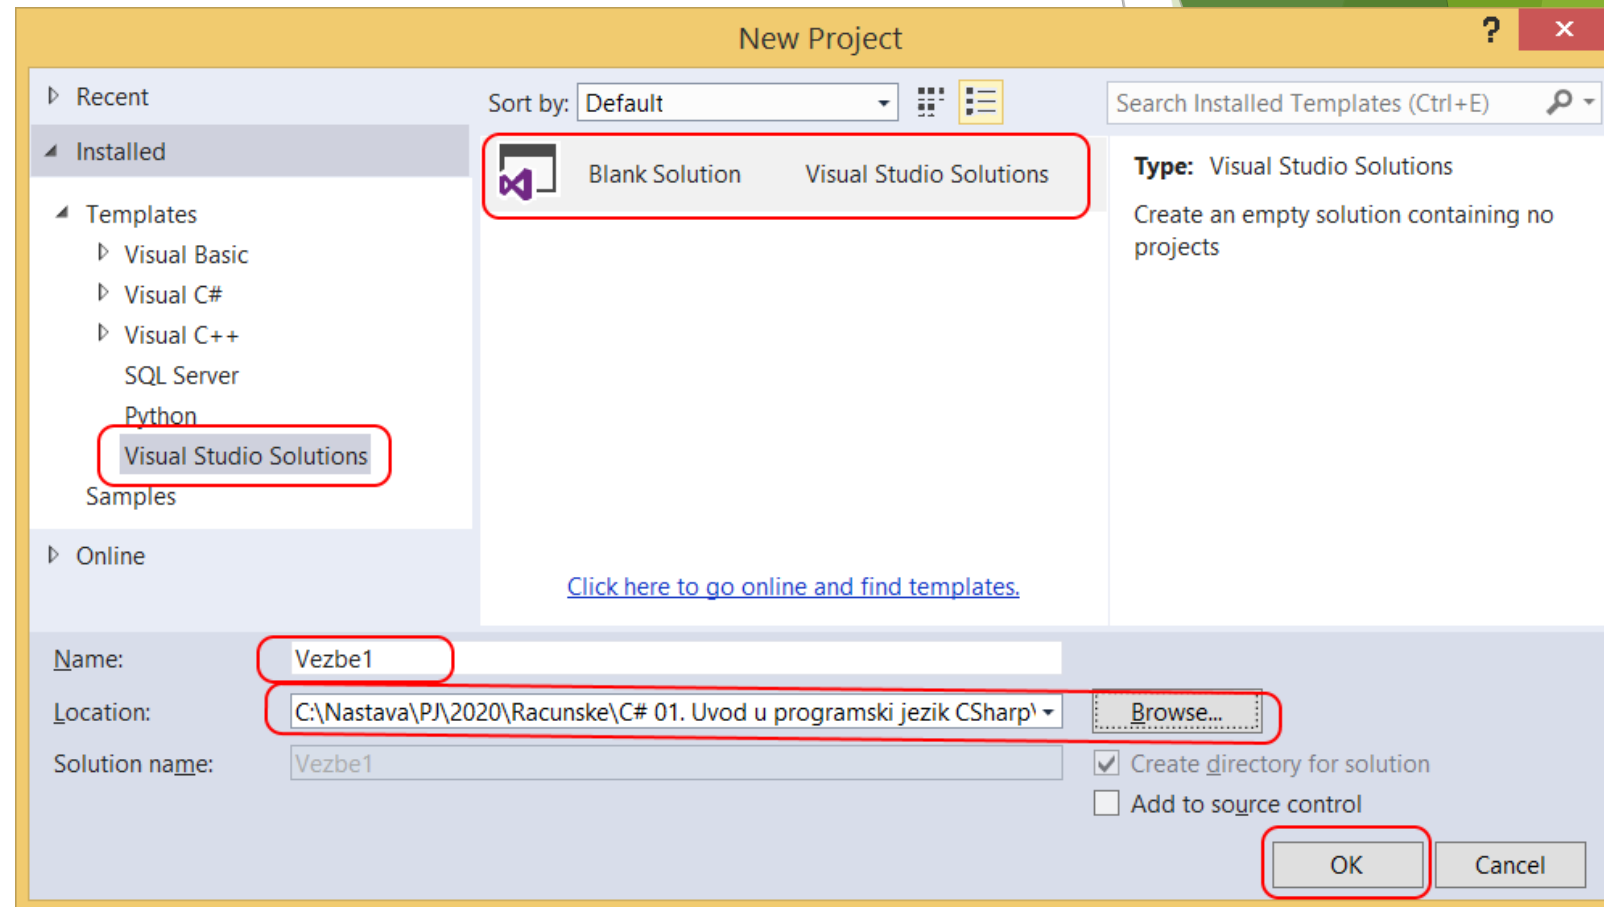 New Project
?
Recent
Installed
Templates
Visual Basic
Visual C#
Visual C++
SQL Server
Python
Visual Studio Solutions
Samples
Online
Sort by: Default
Search Installed Templates (Ctrl+E)
Blank Solution Visual Studio Solutions
Click here to go online and find templates.
Type: Visual Studio Solutions
Create an empty solution containing no
projects
Name: Vezbe1
Location: C:\Nastava\PJ\2020\Racunske\C# 01. Uvod u programski jezik CSharp\ Browse...
Solution name: Vezbe1
Create directory for solution
Add to source control
OK Cancel